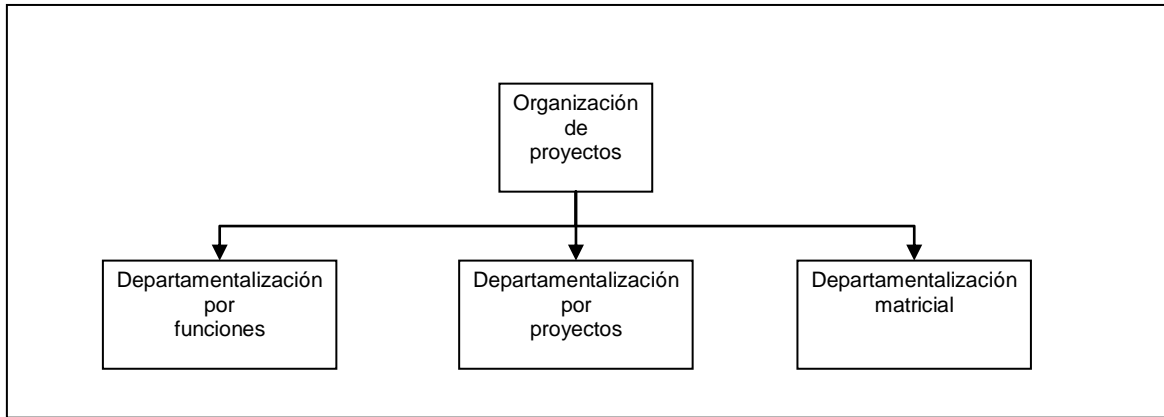 Organización
de
proyectos
Departamentalización
por
funciones
Departamentalización
por
proyectos
Departamentalización
matricial